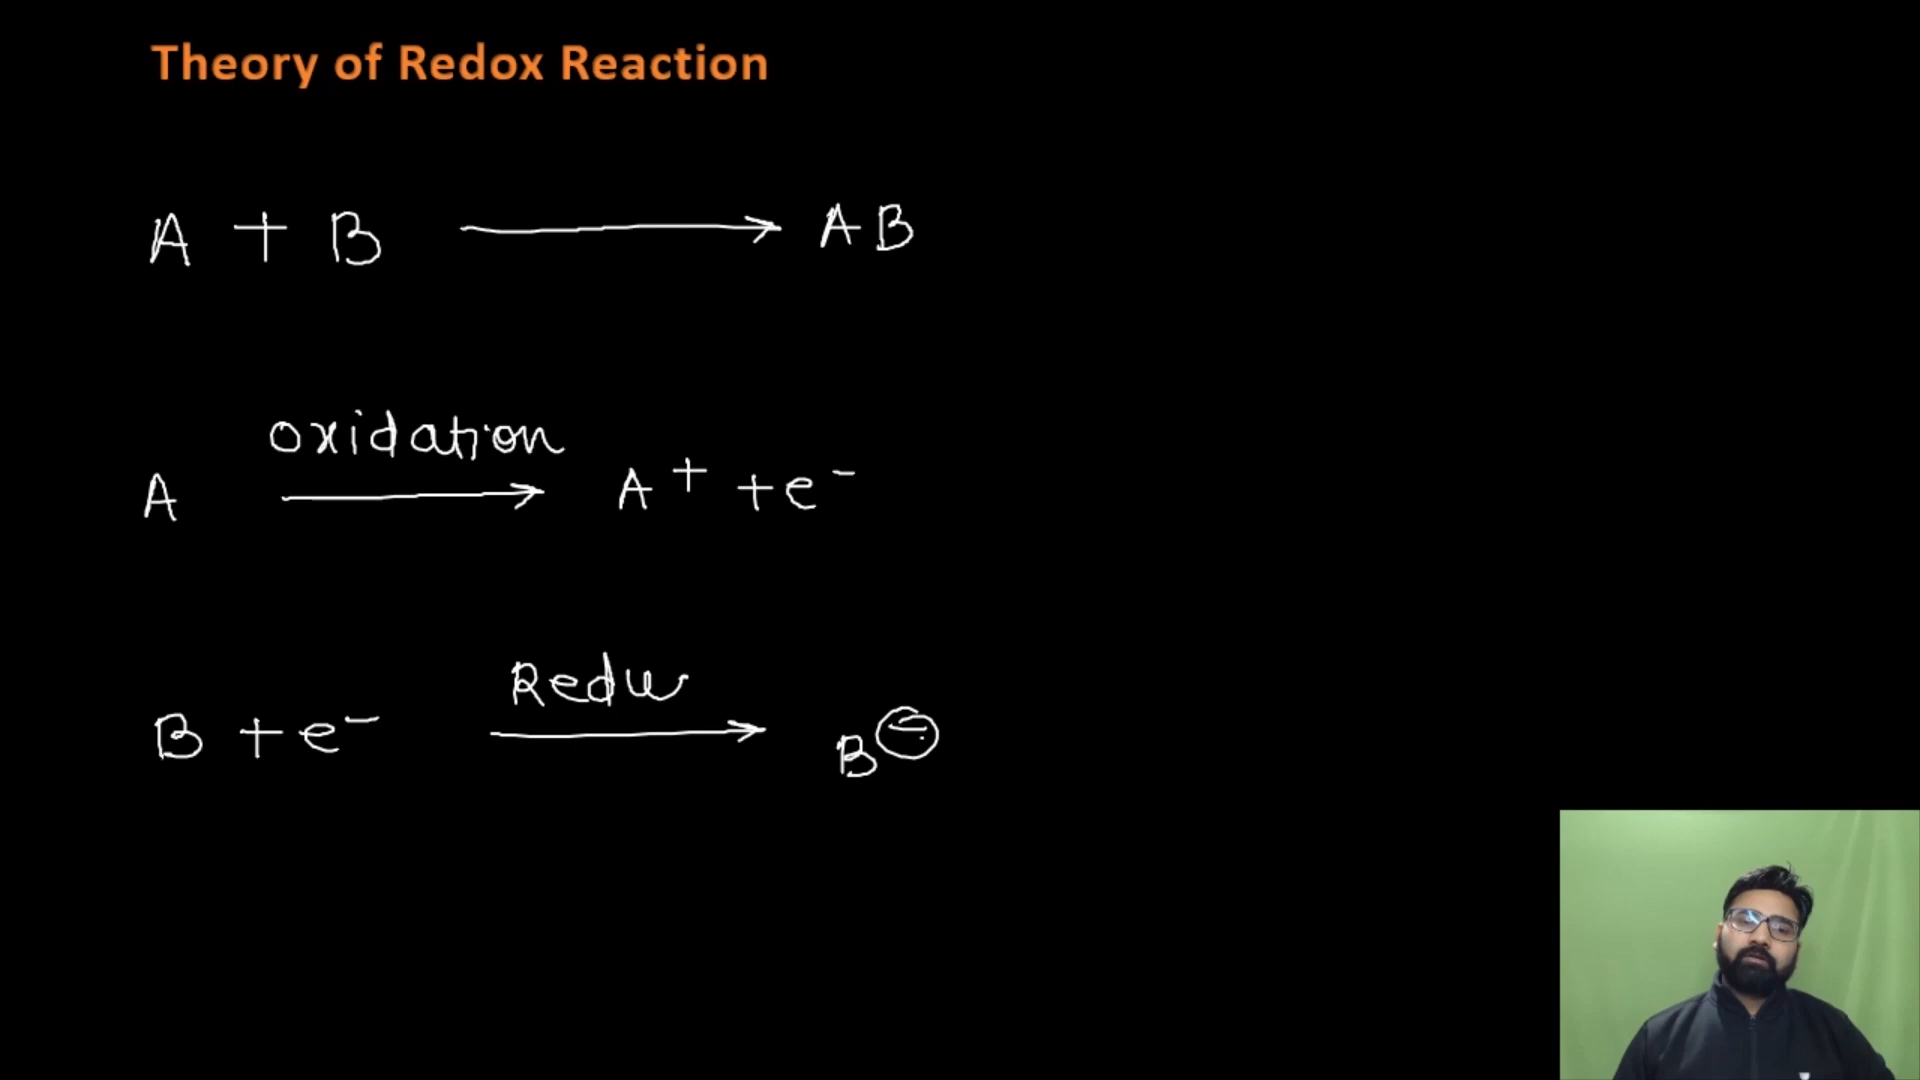 Theory of Redox Reaction
A + B ⟶ AB
oxidation
A ⟶ A⁺ + e⁻
Redu
B + e⁻ ⟶ B⊖